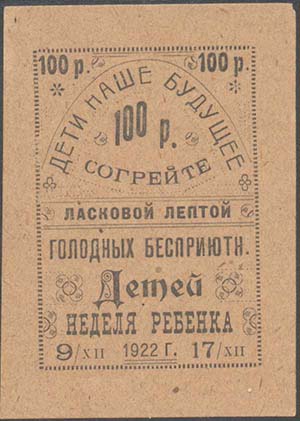 100 р. 100 р.
ДЕТИ НАШЕ БУДУЩЕЕ
100 р.
СОГРЕЙТЕ
ЛАСКОВОЙ ЛЕПТОЙ
ГОЛОДНЫХ БЕСПРИЮТН.
Детей
НЕДЕЛЯ РЕБЕНКА
9/XII 1922 Г. 17/XII